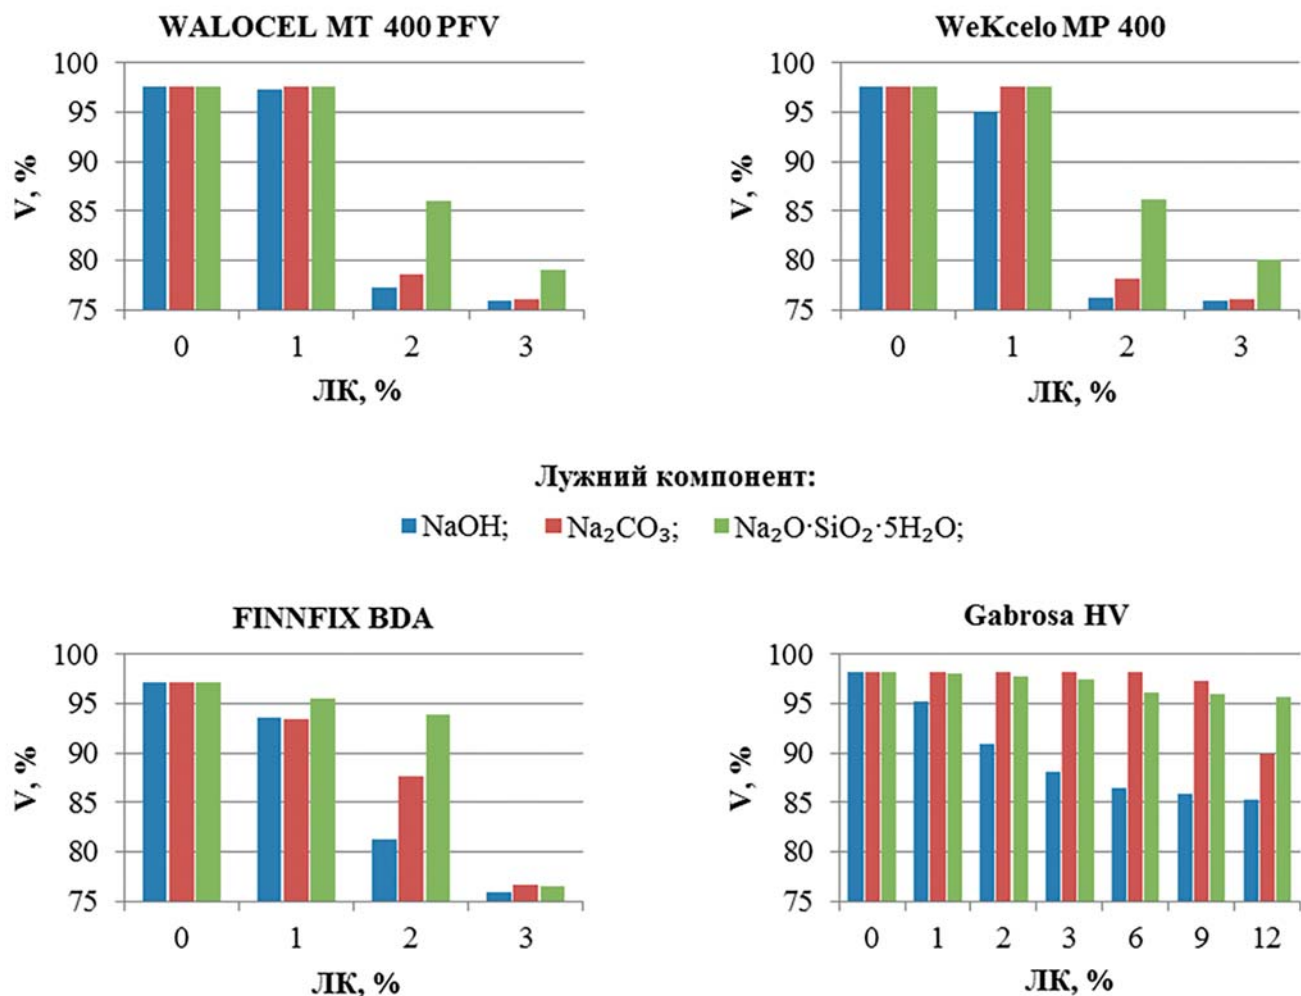 WALOCEL MT 400 PFV
V, %
100
95
90
85
80
75
0 1 2 3
ЛК, %
WeKcelo MP 400
V, %
100
95
90
85
80
75
0 1 2 3
ЛК, %
Лужний компонент:
NaOH; Na₂CO₃; Na₂O·SiO₂·5H₂O;
FINNFIX BDA
V, %
100
95
90
85
80
75
0 1 2 3
ЛК, %
Gabrosa HV
V, %
100
95
90
85
80
75
0 1 2 3 6 9 12
ЛК, %